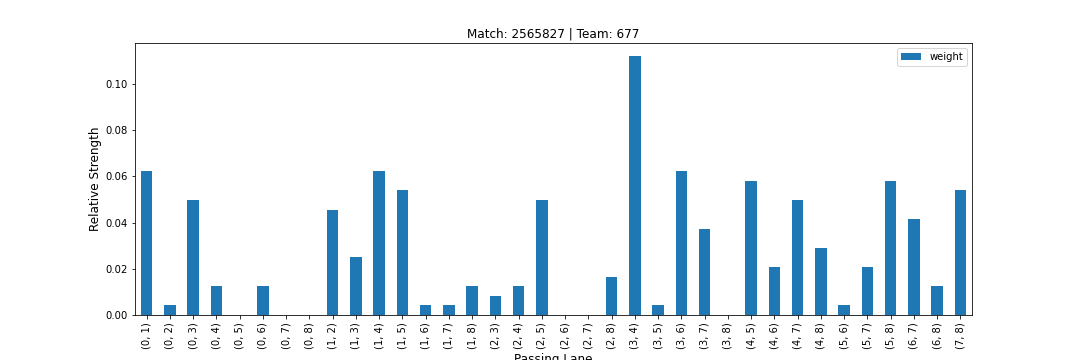 Match: 2565827 | Team: 677
weight
Relative Strength
0.10
0.08
0.06
0.04
0.02
0.00
(0, 1) (0, 2) (0, 3) (0, 4) (0, 5) (0, 6) (0, 7) (0, 8) (1, 2) (1, 3) (1, 4) (1, 5) (1, 6) (1, 7) (1, 8) (2, 3) (2, 4) (2, 5) (2, 6) (2, 7) (2, 8) (3, 4) (3, 5) (3, 6) (3, 7) (3, 8) (4, 5) (4, 6) (4, 7) (4, 8) (5, 6) (5, 7) (5, 8) (6, 7) (6, 8) (7, 8)
Passing Lane